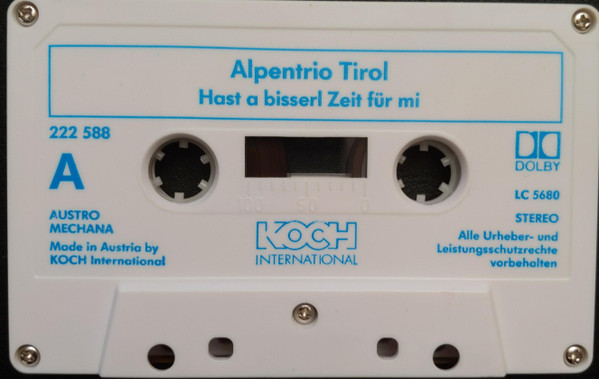 Alpentrio Tirol
Hast a bisserl Zeit für mi
222 588
A
DOLBY
LC 5680
AUSTRO
MECHANA
STEREO
Made in Austria by
KOCH International
100 50 0
KOCH
INTERNATIONAL
Alle Urheber- und
Leistungsschutzrechte
vorbehalten